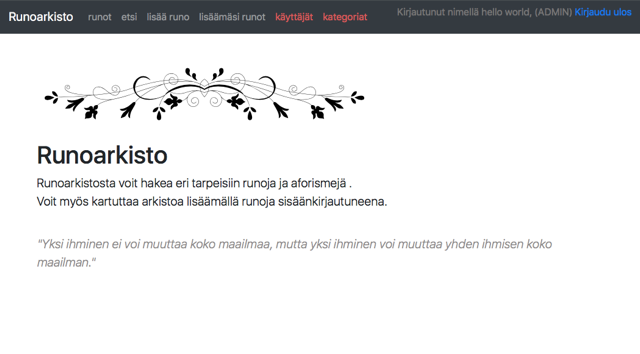 Runoarkisto runot etsi lisää runo lisäämäsi runot käyttäjät kategoriat Kirjautunut nimellä hello world, (ADMIN) Kirjaudu ulos
Runoarkisto
Runoarkistosta voit hakea eri tarpeisiin runoja ja aforismejä .
Voit myös kartuttaa arkistoa lisäämällä runoja sisäänkirjautuneena.
"Yksi ihminen ei voi muuttaa koko maailmaa, mutta yksi ihminen voi muuttaa yhden ihmisen koko
maailman."